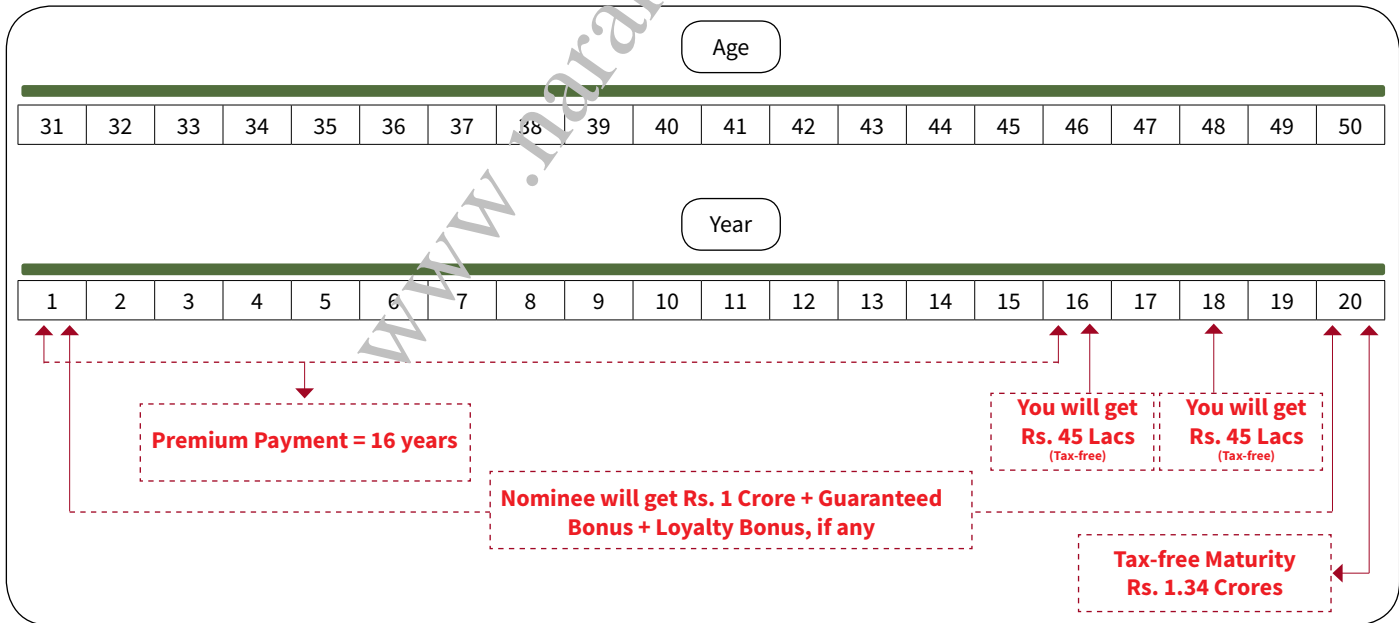 Age
31 32 33 34 35 36 37 38 39 40 41 42 43 44 45 46 47 48 49 50
Year
1 2 3 4 5 6 7 8 9 10 11 12 13 14 15 16 17 18 19 20
Premium Payment = 16 years
You will get
Rs. 45 Lacs
(Tax-free)
You will get
Rs. 45 Lacs
(Tax-free)
Nominee will get Rs. 1 Crore + Guaranteed
Bonus + Loyalty Bonus, if any
Tax-free Maturity
Rs. 1.34 Crores